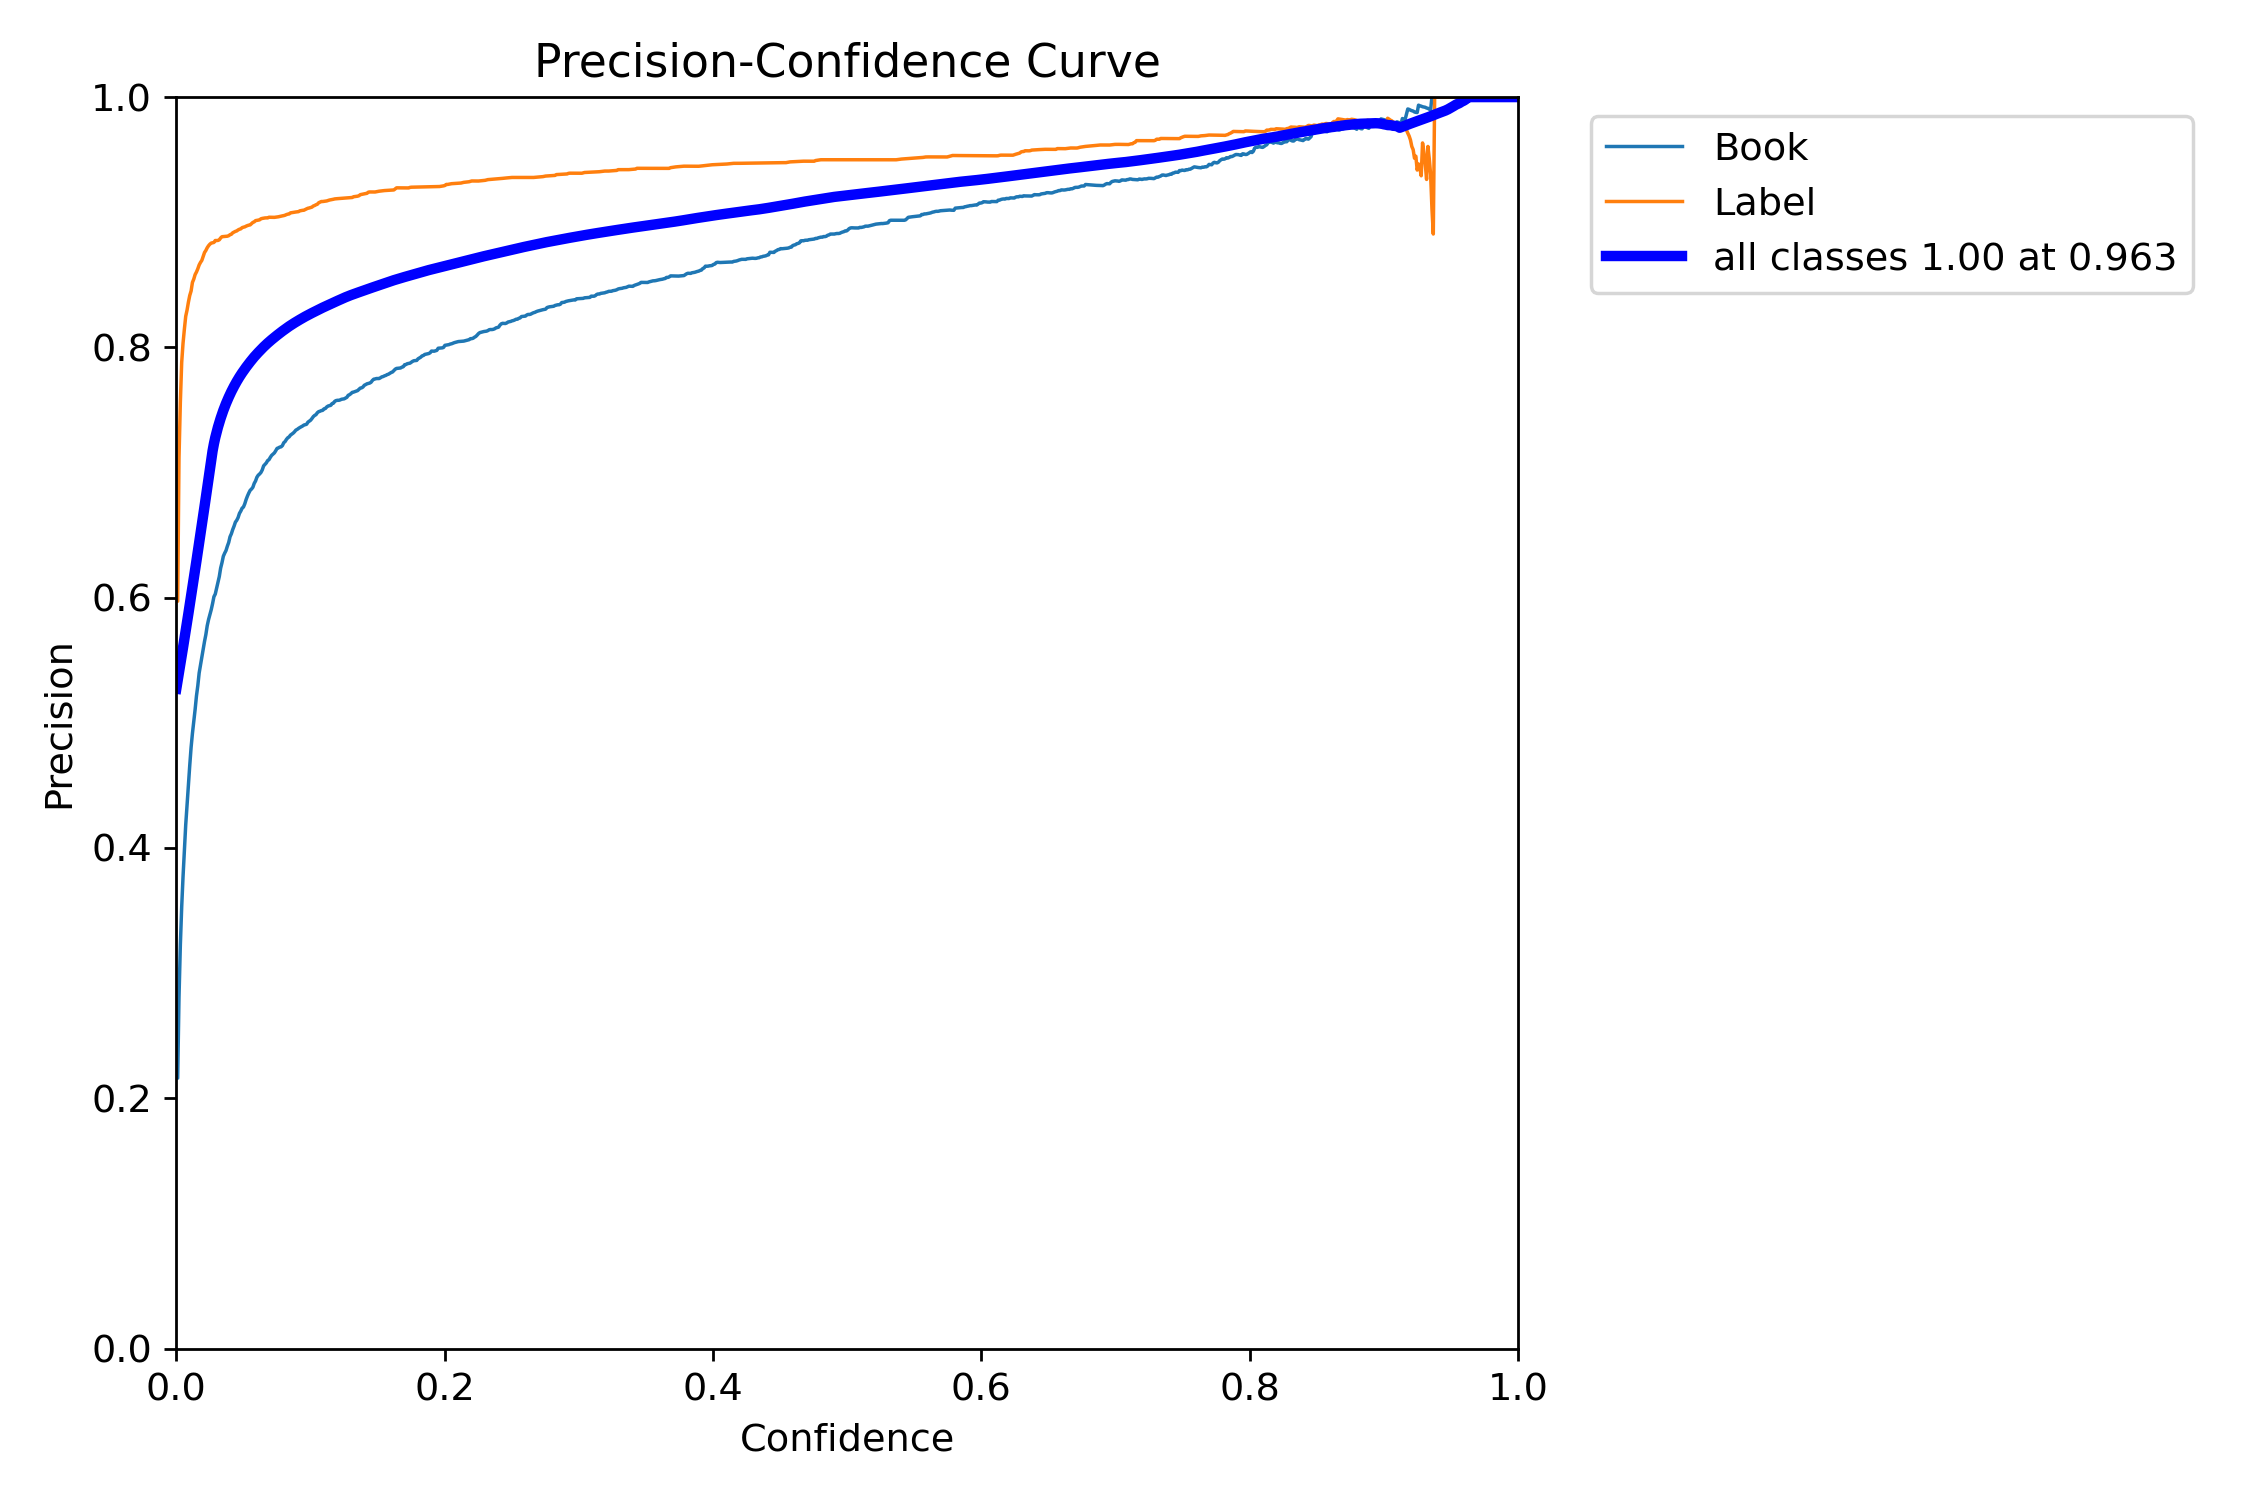 Precision-Confidence Curve
1.0
0.8
0.6
0.4
0.2
0.0
Precision
0.0 0.2 0.4 0.6 0.8 1.0
Confidence
Book
Label
all classes 1.00 at 0.963